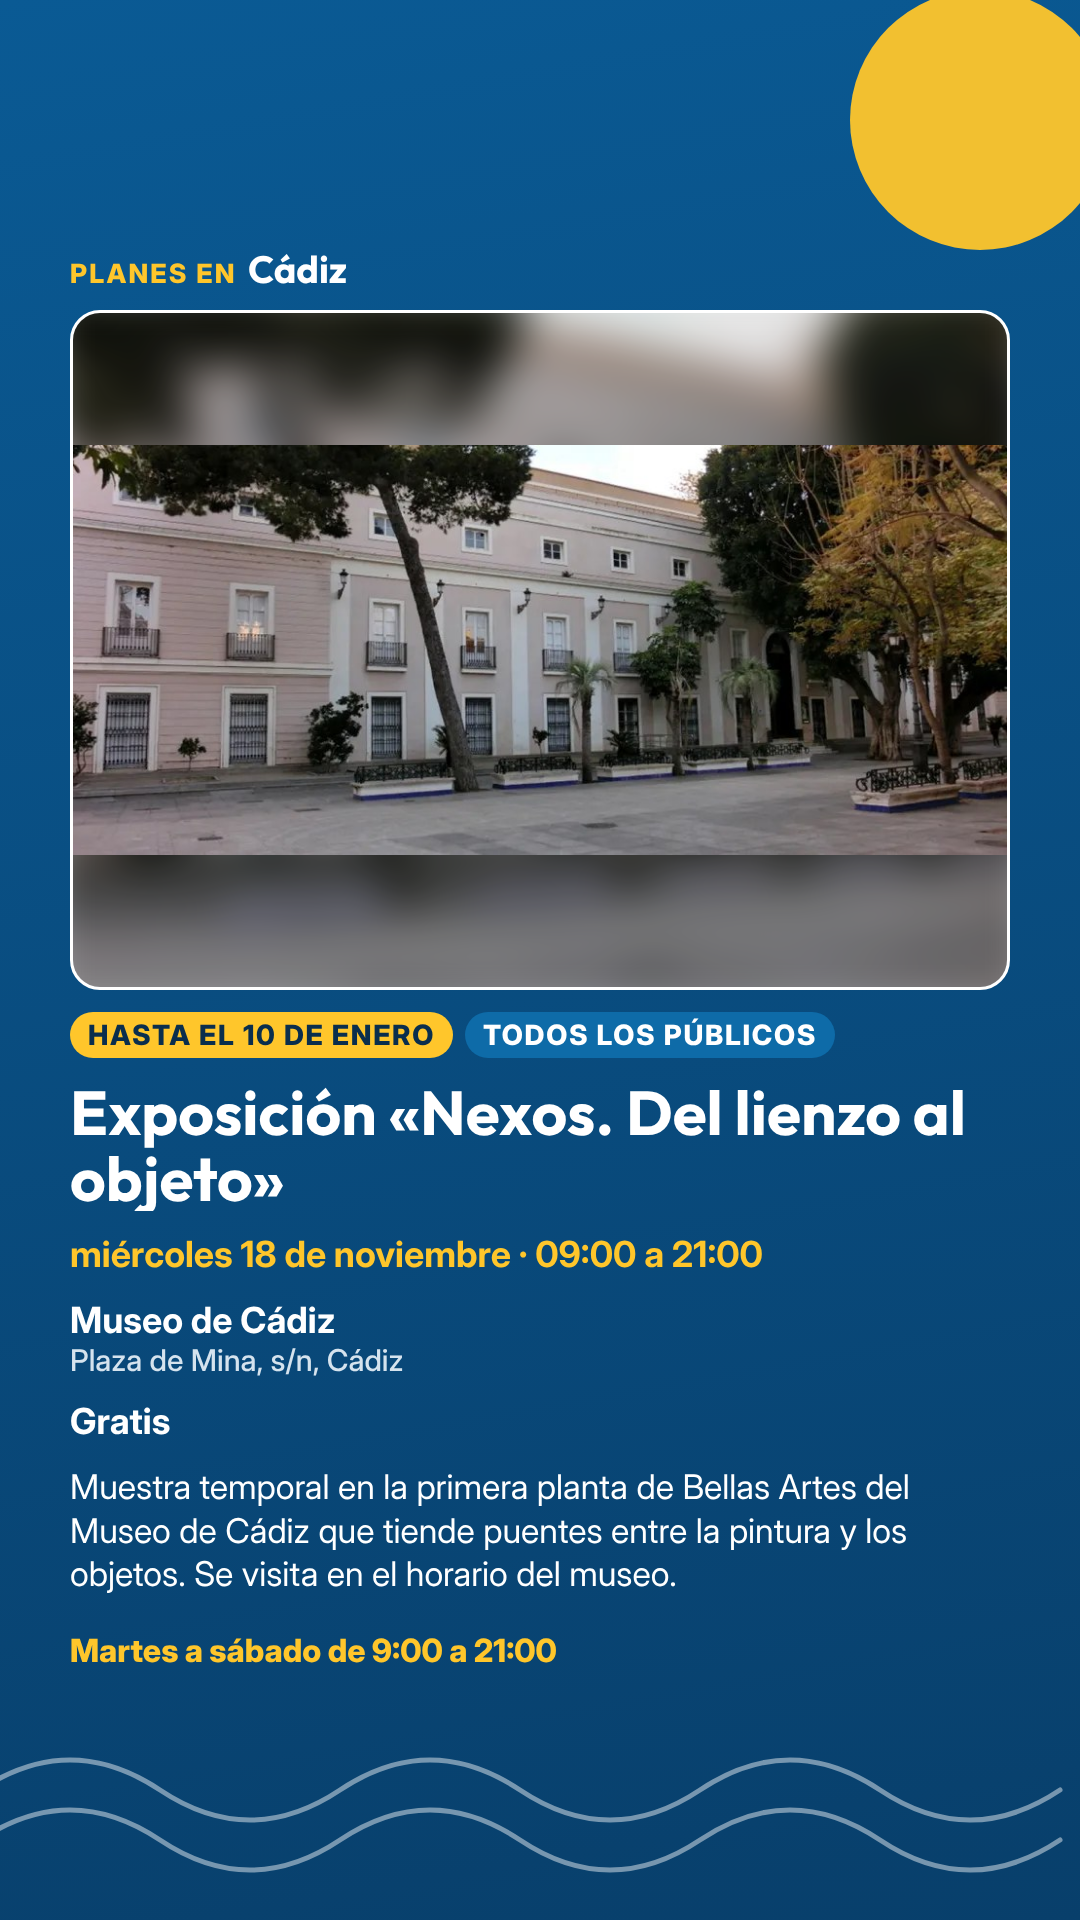 PLANES EN Cádiz
HASTA EL 10 DE ENERO
TODOS LOS PÚBLICOS
Exposición «Nexos. Del lienzo al
objeto»
miércoles 18 de noviembre · 09:00 a 21:00
Museo de Cádiz
Plaza de Mina, s/n, Cádiz
Gratis
Muestra temporal en la primera planta de Bellas Artes del
Museo de Cádiz que tiende puentes entre la pintura y los
objetos. Se visita en el horario del museo.
Martes a sábado de 9:00 a 21:00